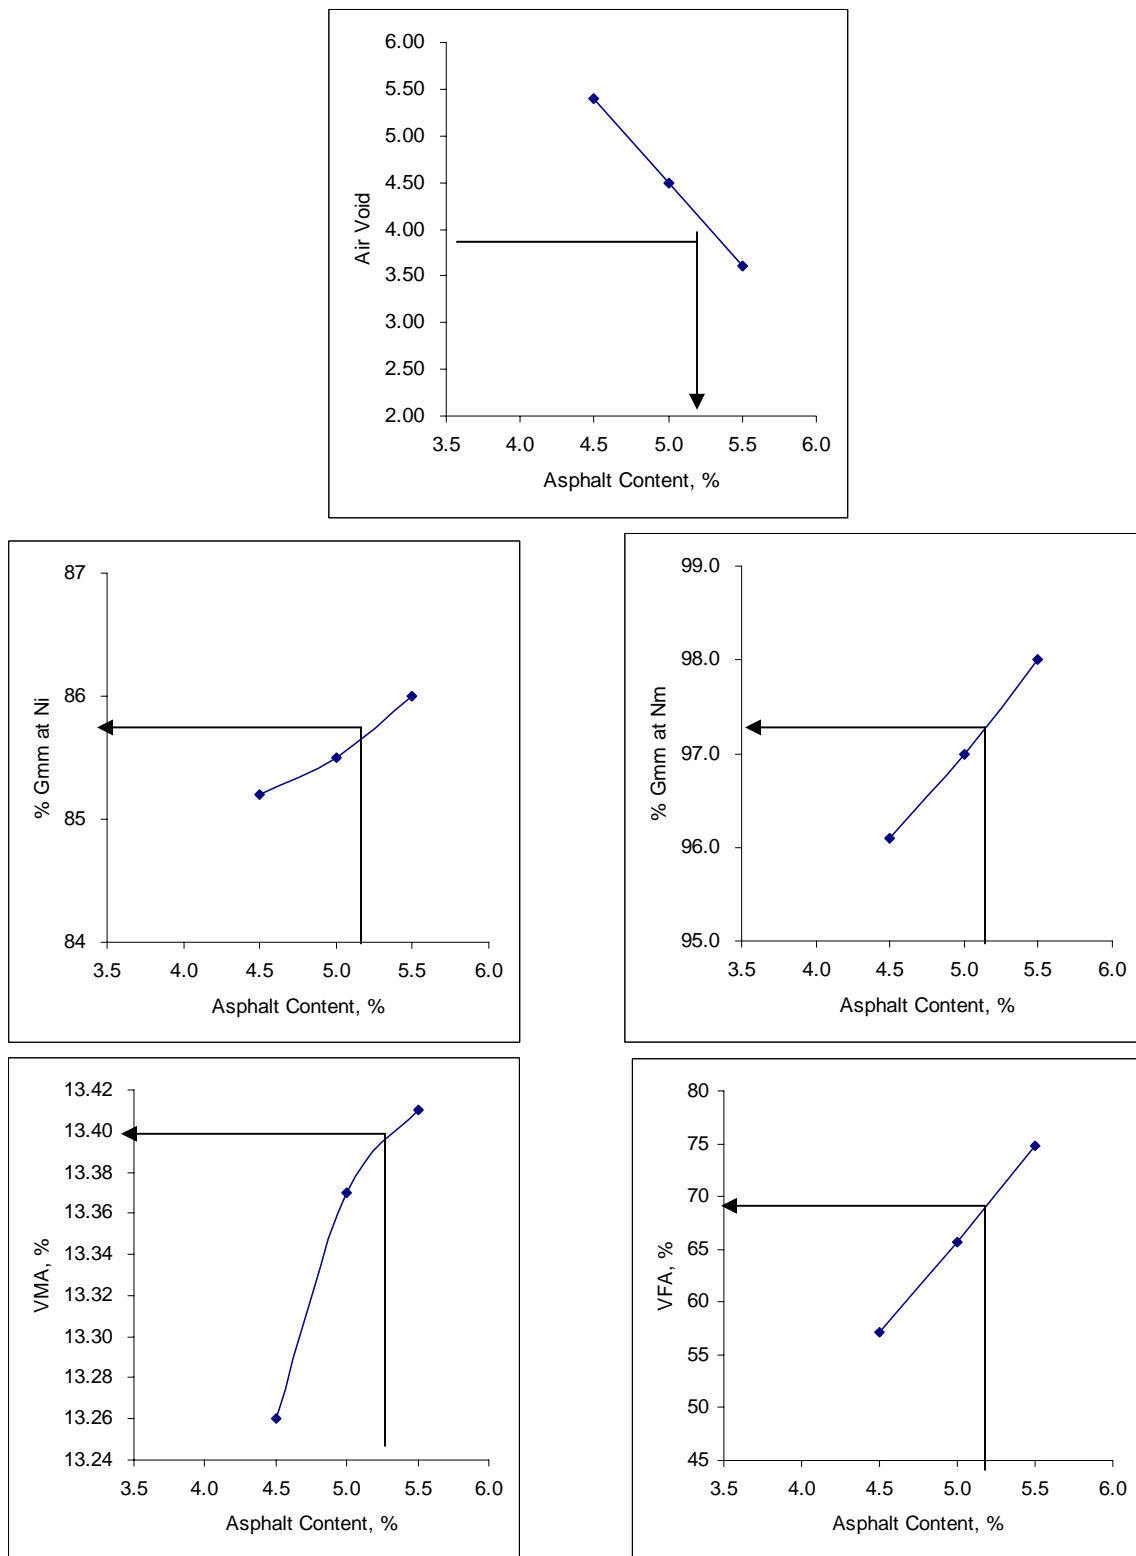 6.00
5.50
5.00
4.50
4.00
3.50
3.00
2.50
2.00
Air Void
3.5 4.0 4.5 5.0 5.5 6.0
Asphalt Content, %
87
86
85
84
% Gmm at Ni
3.5 4.0 4.5 5.0 5.5 6.0
Asphalt Content, %
99.0
98.0
97.0
96.0
95.0
% Gmm at Nm
3.5 4.0 4.5 5.0 5.5 6.0
Asphalt Content, %
13.42
13.40
13.38
13.36
13.34
13.32
13.30
13.28
13.26
13.24
VMA, %
3.5 4.0 4.5 5.0 5.5 6.0
Asphalt Content, %
80
75
70
65
60
55
50
45
VFA, %
3.5 4.0 4.5 5.0 5.5 6.0
Asphalt Content, %